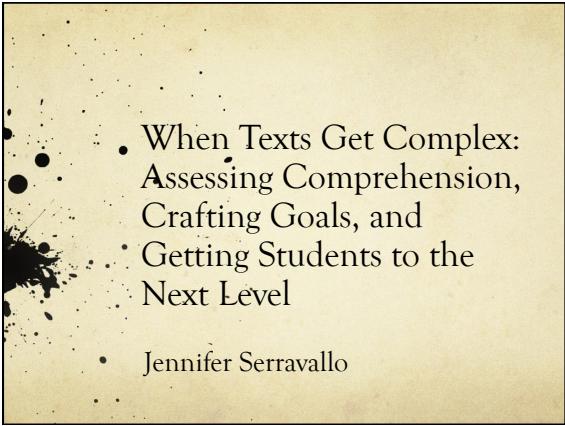 When Texts Get Complex:
Assessing Comprehension,
Crafting Goals, and
Getting Students to the
Next Level
Jennifer Serravallo